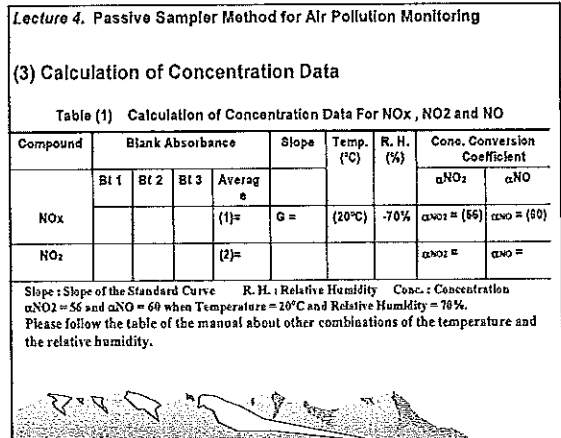 Lecture 4. Passive Sampler Method for Air Pollution Monitoring
(3) Calculation of Concentration Data
Table (1) Calculation of Concentration Data For NOx , NO2 and NO
Compound Blank Absorbance Slope Temp. (°C) R. H. (%) Conc. Conversion Coefficient
Bl 1 Bl 2 Bl 3 Averag e αNO₂ αNO
NOx (1)= G = (20°C) -70% αNO2 = (56) αNO = (60)
NO₂ (2)= αNO2 = αNO =
Slope : Slope of the Standard Curve R. H. : Relative Humidity Conc. : Concentration
αNO2 = 56 and αNO = 60 when Temperature = 20°C and Relative Humidity = 70%.
Please follow the table of the manual about other combinations of the temperature and
the relative humidity.